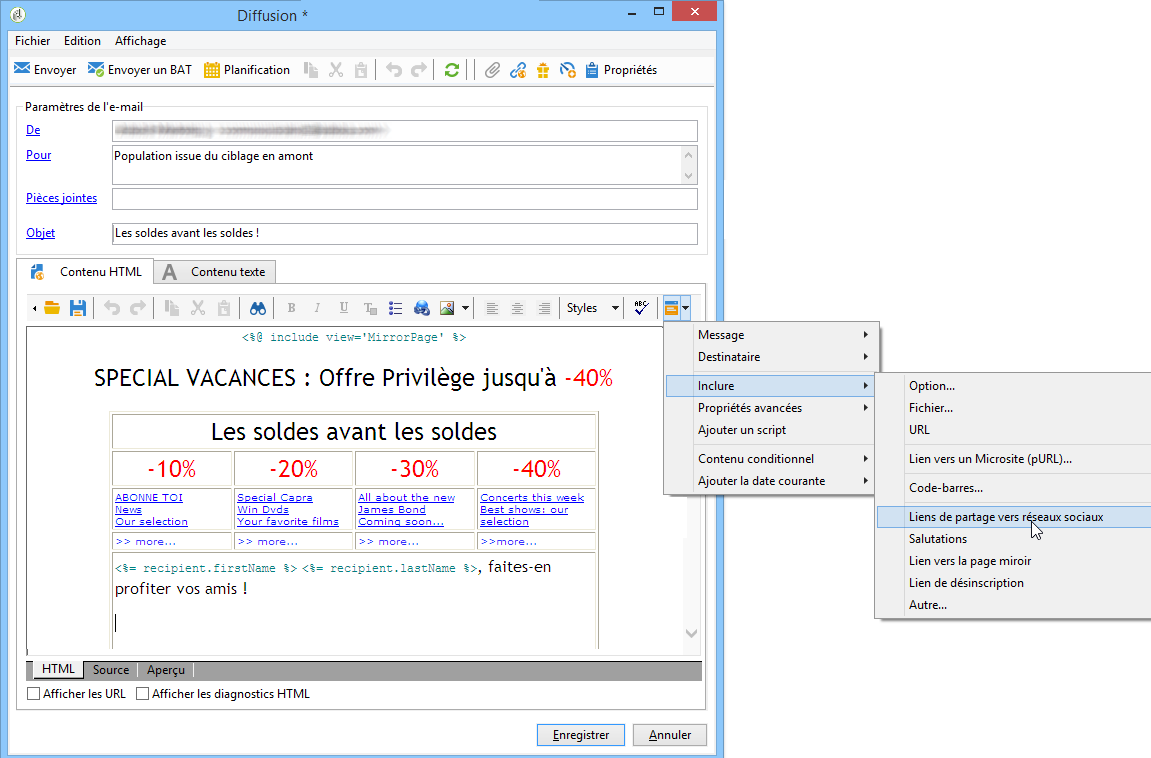 Diffusion *
Fichier Edition Affichage
Envoyer Envoyer un BAT Planification Propriétés
Paramètres de l'e-mail
De
Pour Population issue du ciblage en amont
Pièces jointes
Objet Les soldes avant les soldes !
Contenu HTML A Contenu texte
B I U T Styles ABC
<%@ include view='MirrorPage' %>
SPECIAL VACANCES : Offre Privilège jusqu'à -40%
Les soldes avant les soldes
-10% -20% -30% -40%
ABONNE TOI Special Capra All about the new Concerts this week
News Win Dvds James Bond Best shows: our
Our selection Your favorite films Coming soon... selection
>> more... >> more... >> more... >>more...
<%= recipient.firstName %> <%= recipient.lastName %>, faites-en
profiter vos amis !
HTML Source Aperçu
Afficher les URL Afficher les diagnostics HTML
Enregistrer Annuler
Message
Destinataire
Inclure
Propriétés avancées
Ajouter un script
Contenu conditionnel
Ajouter la date courante
Option...
Fichier...
URL
Lien vers un Microsite (pURL)...
Code-barres...
Liens de partage vers réseaux sociaux
Salutations
Lien vers la page miroir
Lien de désinscription
Autre...